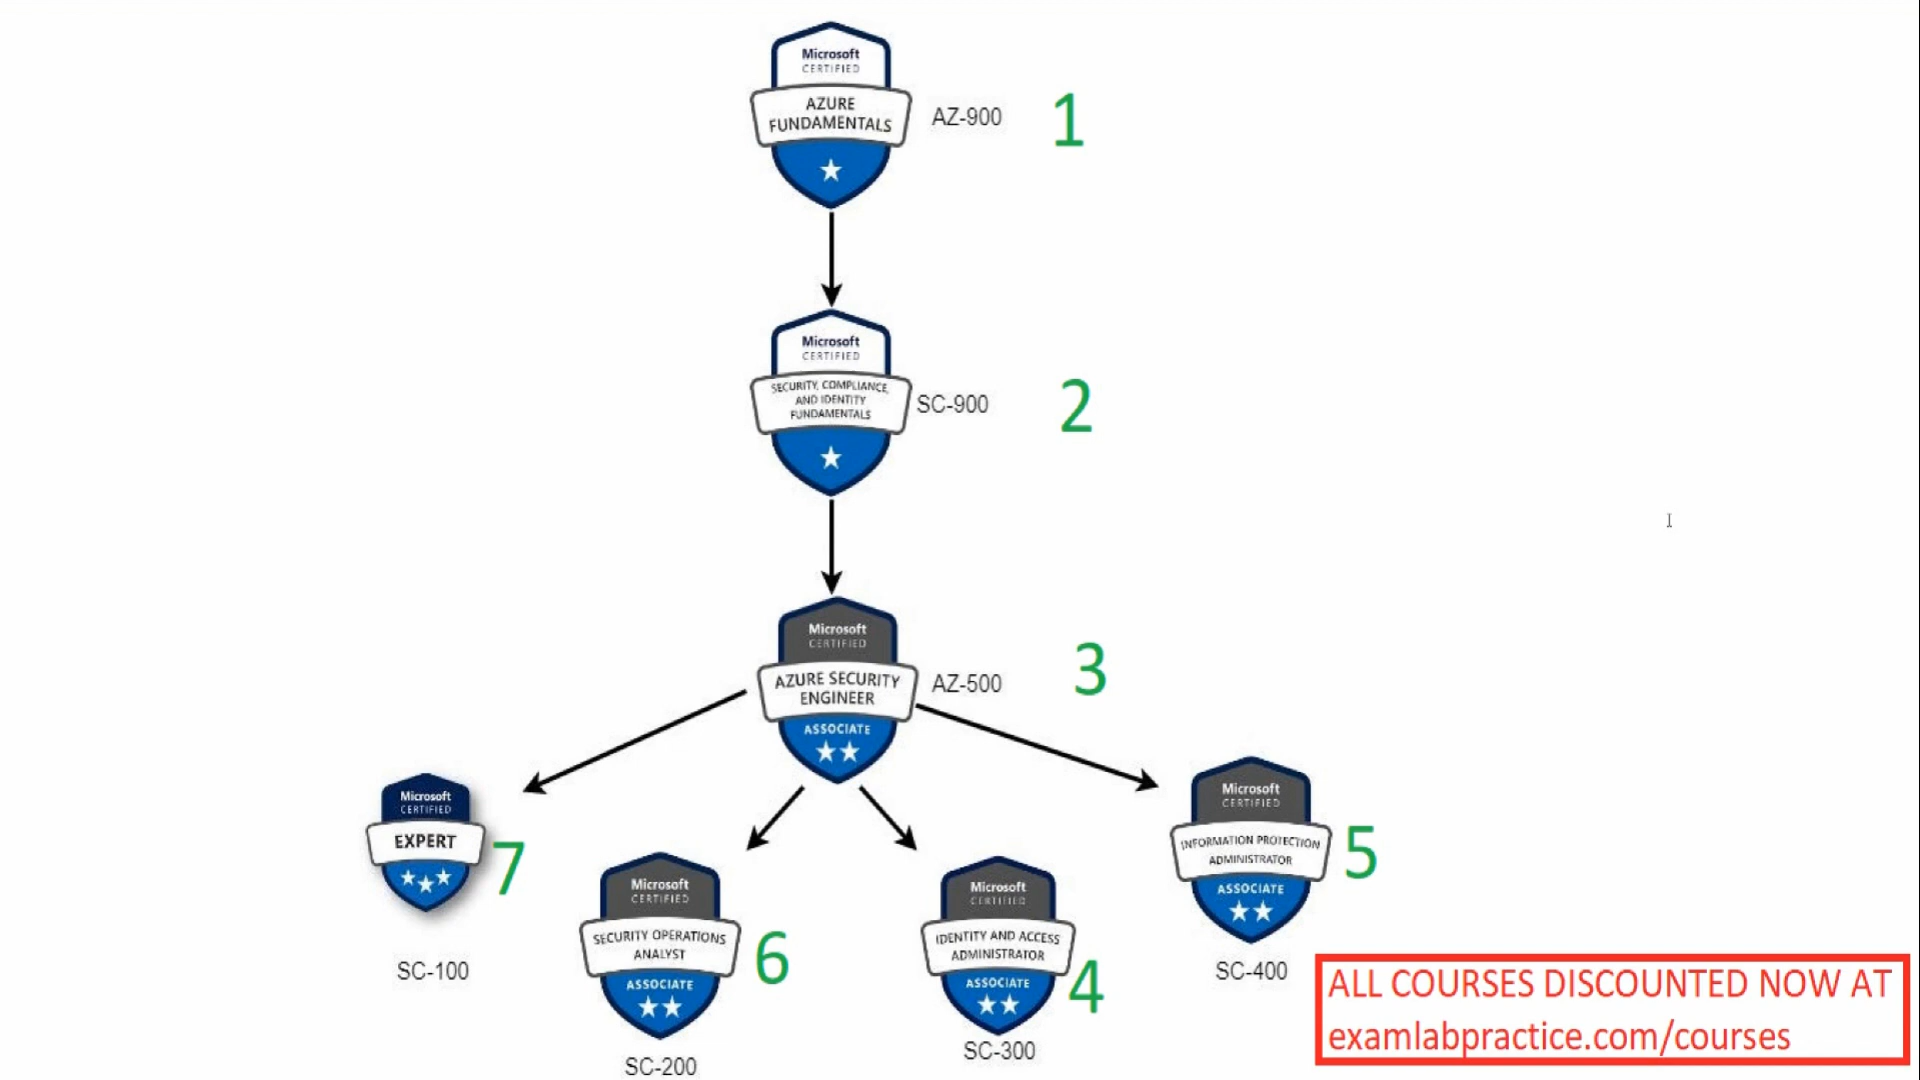 Microsoft
CERTIFIED
AZURE
FUNDAMENTALS
AZ-900
1
Microsoft
CERTIFIED
SECURITY, COMPLIANCE,
AND IDENTITY
FUNDAMENTALS
SC-900
2
Microsoft
CERTIFIED
AZURE SECURITY
ENGINEER
ASSOCIATE
AZ-500
3
Microsoft
CERTIFIED
EXPERT
7
SC-100
Microsoft
CERTIFIED
SECURITY OPERATIONS
ANALYST
ASSOCIATE
6
SC-200
Microsoft
CERTIFIED
IDENTITY AND ACCESS
ADMINISTRATOR
ASSOCIATE
4
SC-300
Microsoft
CERTIFIED
INFORMATION PROTECTION
ADMINISTRATOR
ASSOCIATE
5
SC-400
ALL COURSES DISCOUNTED NOW AT
examlabpractice.com/courses